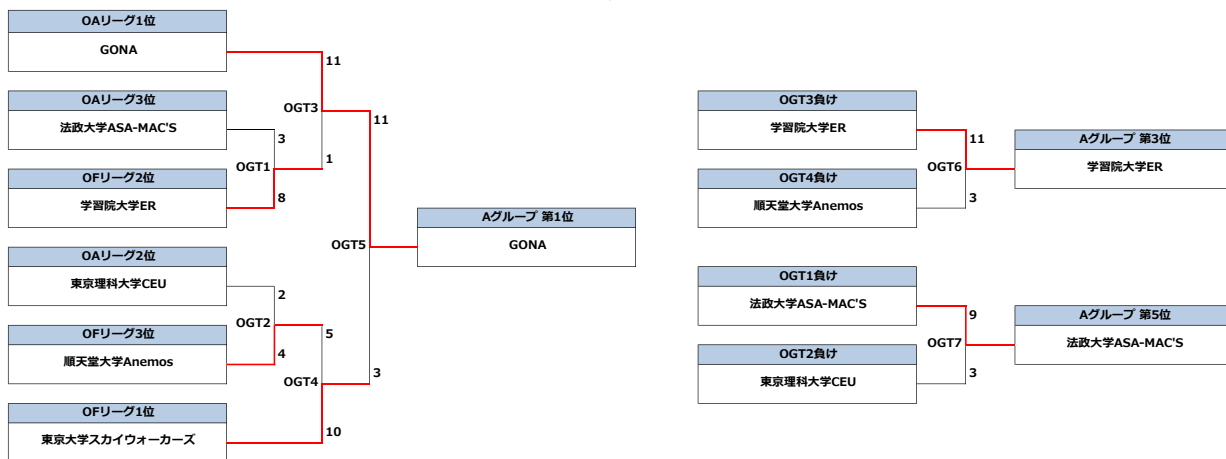 OAリーグ1位
GONA
11
OAリーグ3位
OGT3
法政大学ASA-MAC'S
3
11
OGT1
1
OFリーグ2位
学習院大学ER
8
Aグループ 第1位
OGT5
GONA
OAリーグ2位
東京理科大学CEU
2
OGT2
5
OFリーグ3位
順天堂大学Anemos
4
OGT4
3
OFリーグ1位
東京大学スカイウォーカーズ
10
OGT3負け
学習院大学ER
11
Aグループ 第3位
OGT6
学習院大学ER
OGT4負け
順天堂大学Anemos
3
OGT1負け
法政大学ASA-MAC'S
9
Aグループ 第5位
OGT7
法政大学ASA-MAC'S
OGT2負け
東京理科大学CEU
3